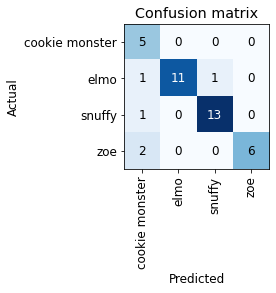 Confusion matrix
Actual
cookie monster 5 0 0 0
elmo 1 11 1 0
snuffy 1 0 13 0
zoe 2 0 0 6
cookie monster elmo snuffy zoe
Predicted